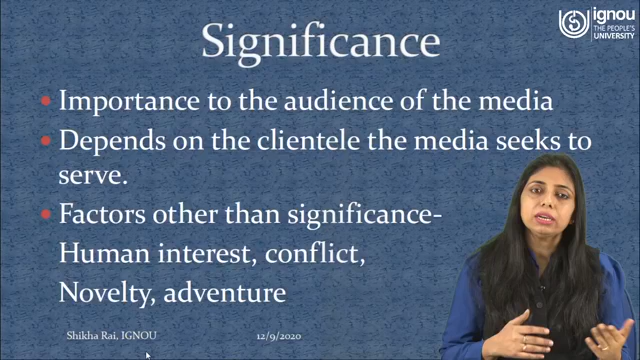 Significance
ignou
THE PEOPLE'S
UNIVERSITY
Importance to the audience of the media
Depends on the clientele the media seeks to
serve.
Factors other than significance-
Human interest, conflict,
Novelty, adventure
Shikha Rai, IGNOU
12/9/2020